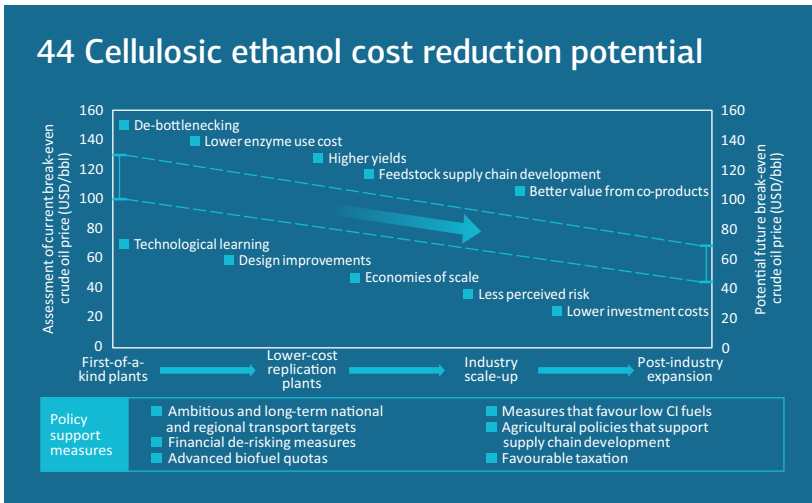 44 Cellulosic ethanol cost reduction potential
Assessment of current break-even
crude oil price (USD/bbl)
160
140
120
100
80
60
40
20
0
De-bottlenecking
Lower enzyme use cost
Higher yields
Feedstock supply chain development
Better value from co-products
Technological learning
Design improvements
Economies of scale
Less perceived risk
Lower investment costs
160
140
120
100
80
60
40
20
0
Potential future break-even
crude oil price (USD/bbl)
First-of-a-
kind plants
Lower-cost
replication
plants
Industry
scale-up
Post-industry
expansion
Policy
support
measures
Ambitious and long-term national
and regional transport targets
Financial de-risking measures
Advanced biofuel quotas
Measures that favour low CI fuels
Agricultural policies that support
supply chain development
Favourable taxation